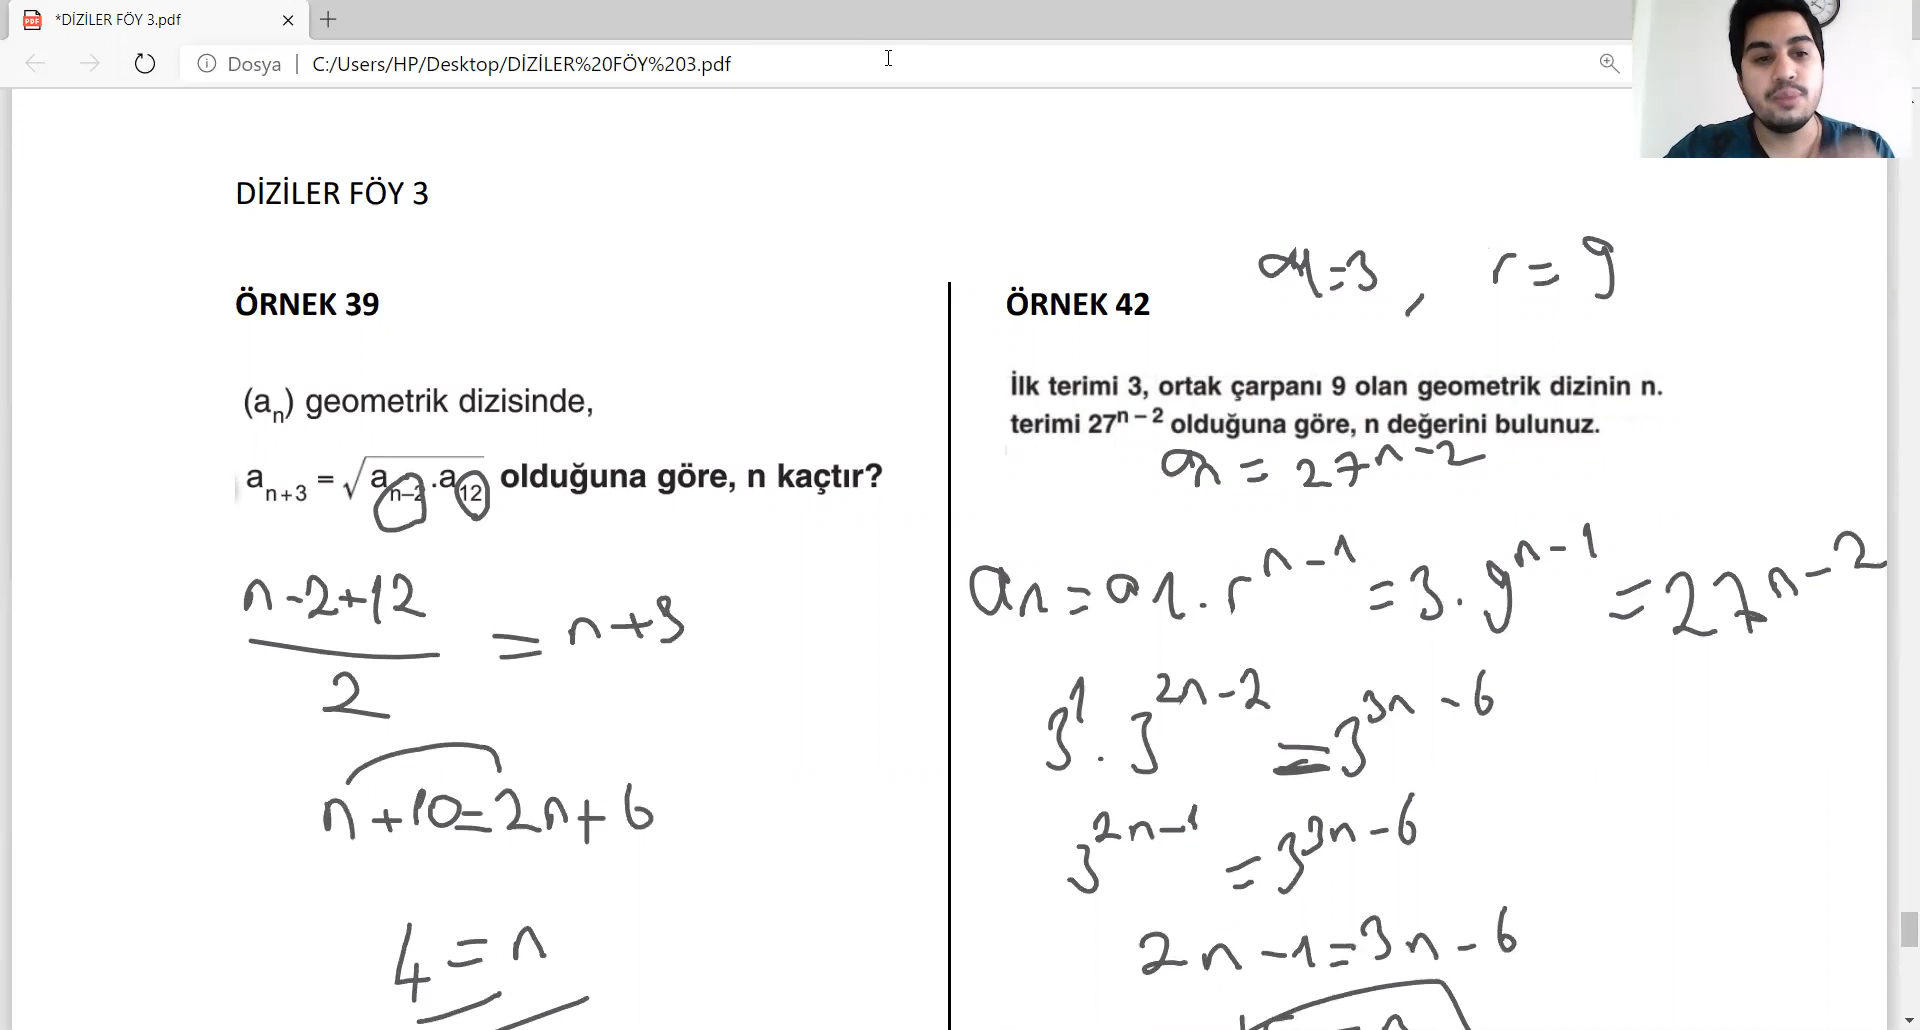 *DİZİLER FÖY 3.pdf
Dosya | C:/Users/HP/Desktop/DİZİLER%20FÖY%203.pdf
DİZİLER FÖY 3
ÖRNEK 39
(aₙ) geometrik dizisinde,
aₙ₊₃ = √(aₙ₋₂ . a₁₂) olduğuna göre, n kaçtır?
n-2+12
2
= n+3
n+10=2n+6
4=n
a1=3, r=9
ÖRNEK 42
İlk terimi 3, ortak çarpanı 9 olan geometrik dizinin n.
terimi 27ⁿ⁻² olduğuna göre, n değerini bulunuz.
an = 27ⁿ⁻²
an = a1.rⁿ⁻¹ = 3.9ⁿ⁻¹ = 27ⁿ⁻²
3¹.3²ⁿ⁻² = 3³ⁿ⁻⁶
3²ⁿ⁻¹ = 3³ⁿ⁻⁶
2n-1=3n-6